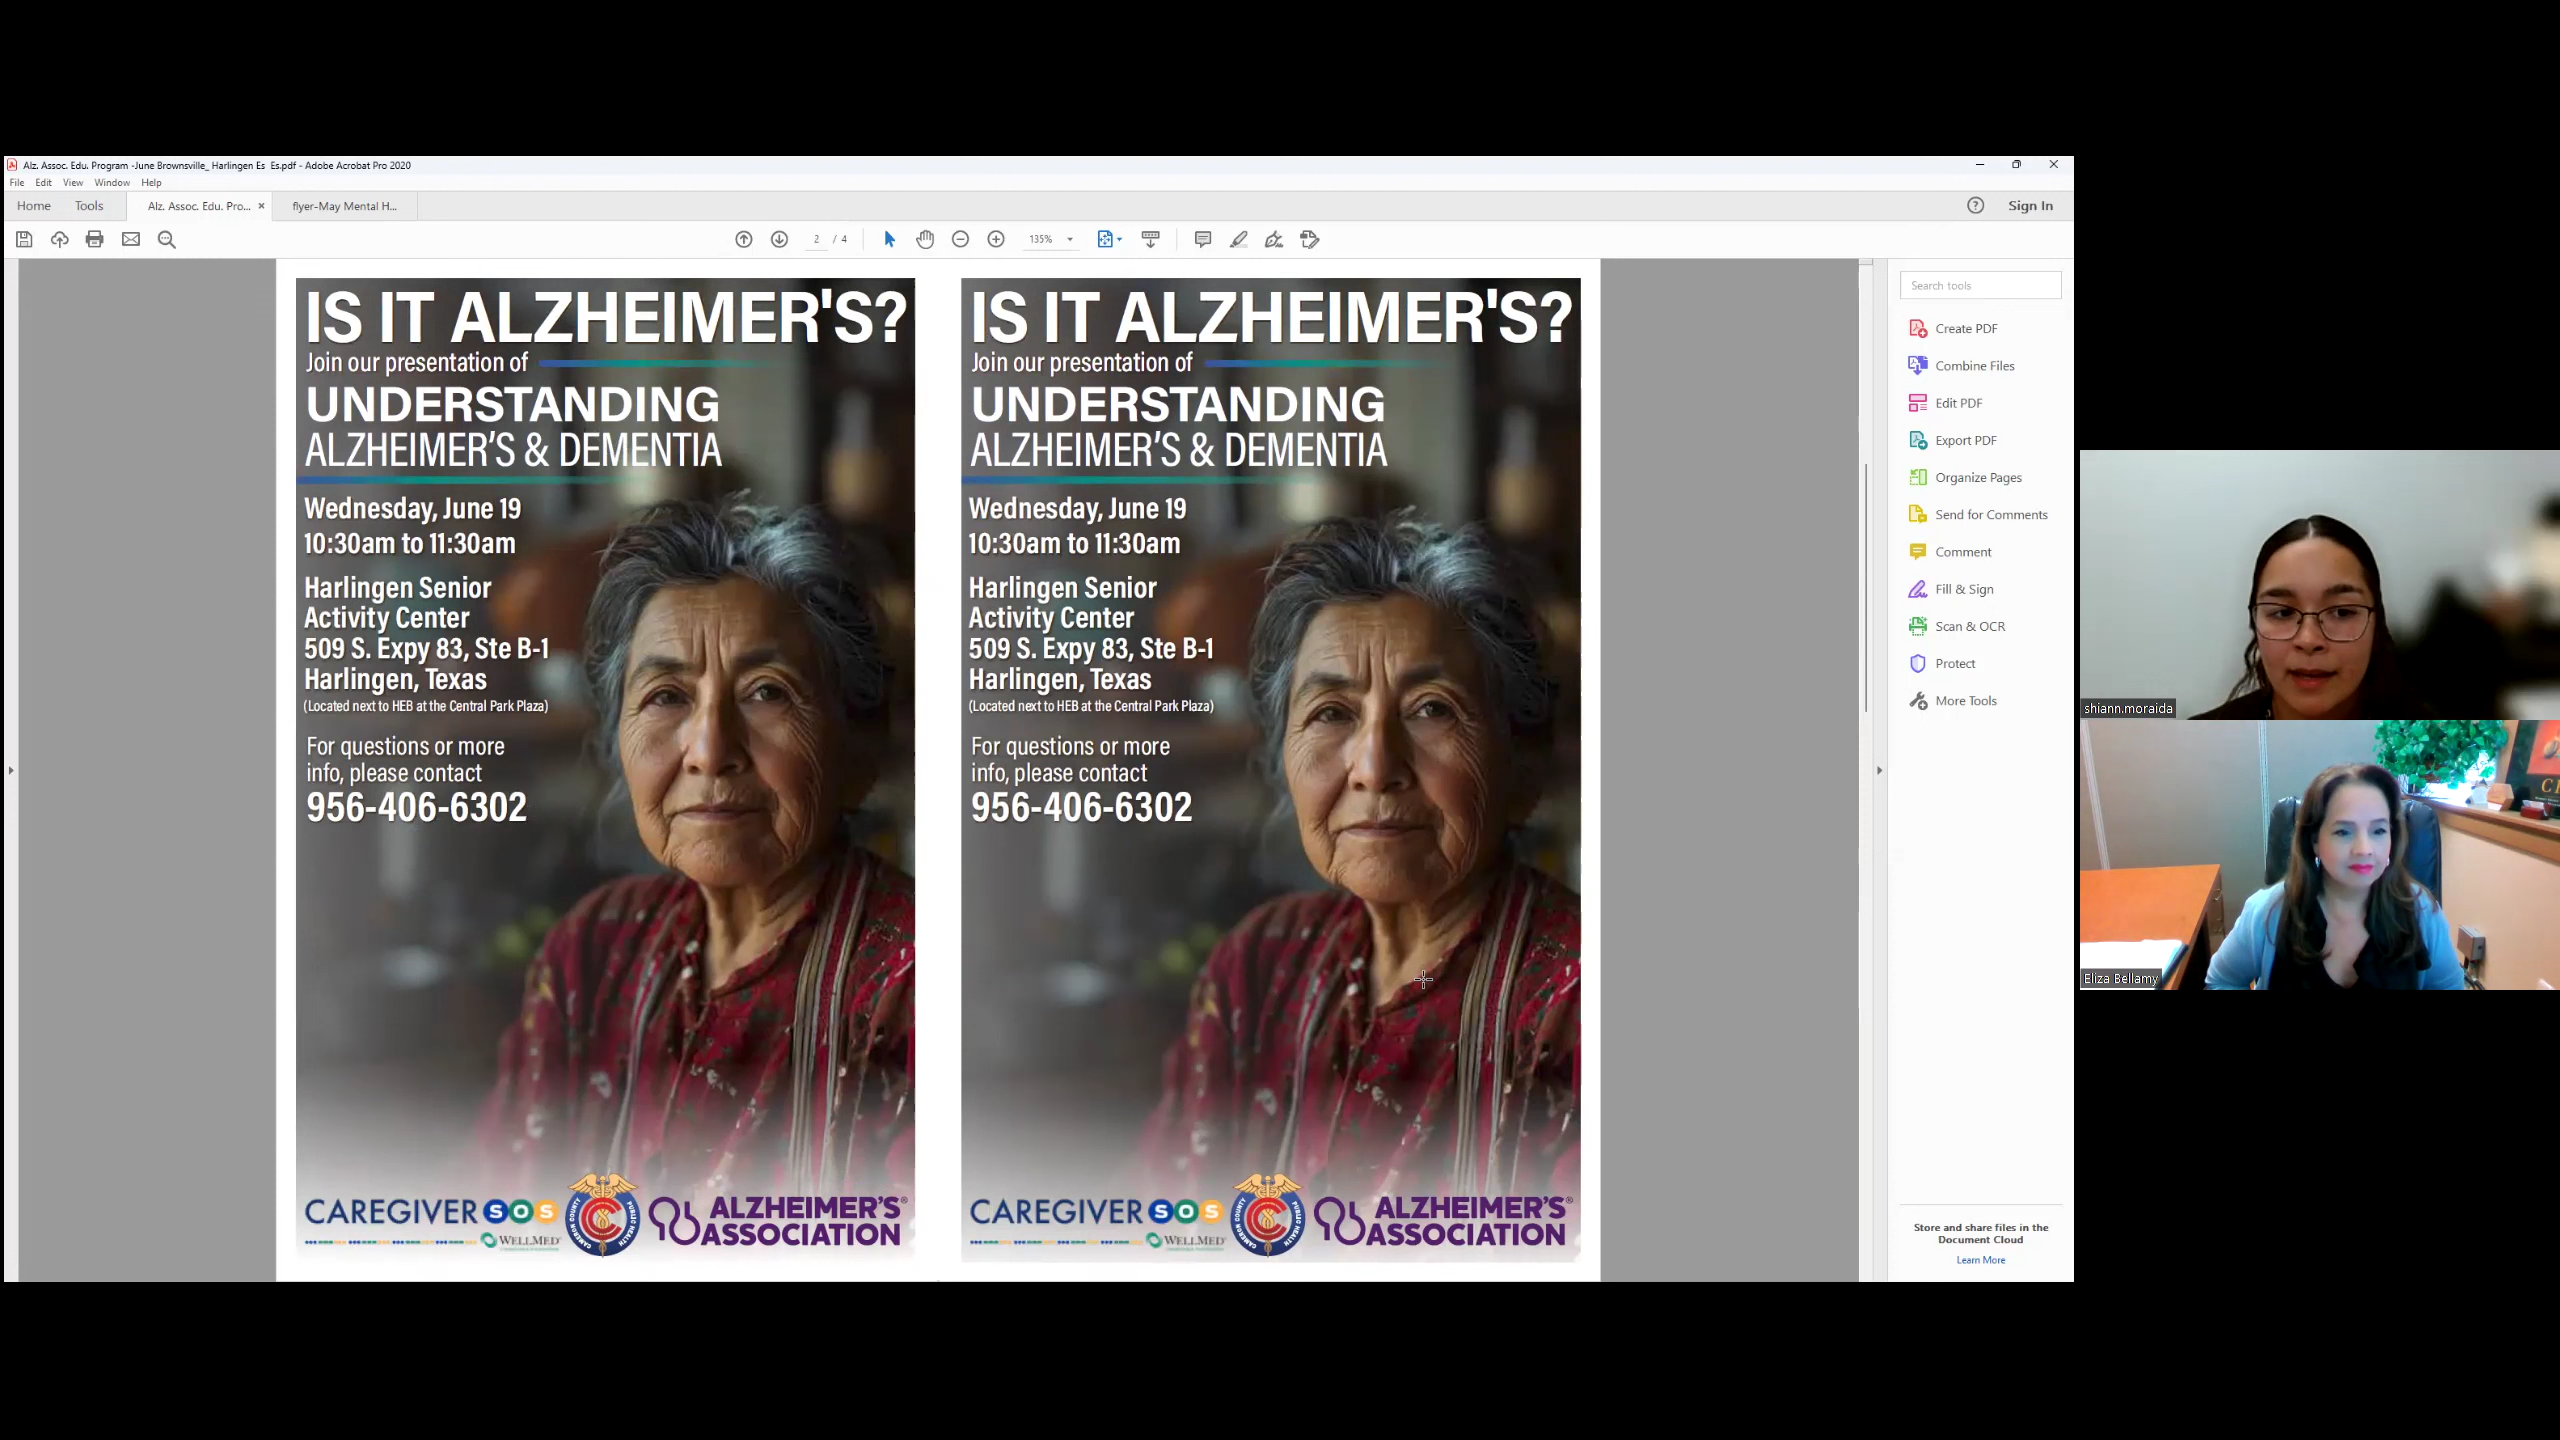 Alz. Assoc. Edu. Program -June Brownsville_ Harlingen Es  Es.pdf - Adobe Acrobat Pro 2020
File Edit View Window Help
Home Tools Alz. Assoc. Edu. Pro... × flyer-May Mental H... Sign In
2 / 4 135%
IS IT ALZHEIMER'S?
Join our presentation of
UNDERSTANDING
ALZHEIMER'S & DEMENTIA
Wednesday, June 19
10:30am to 11:30am
Harlingen Senior
Activity Center
509 S. Expy 83, Ste B-1
Harlingen, Texas
(Located next to HEB at the Central Park Plaza)
For questions or more
info, please contact
956-406-6302
CAREGIVER SOS
WELLMED
CAMERON COUNTY PUBLIC HEALTH
ALZHEIMER'S®
ASSOCIATION
IS IT ALZHEIMER'S?
Join our presentation of
UNDERSTANDING
ALZHEIMER'S & DEMENTIA
Wednesday, June 19
10:30am to 11:30am
Harlingen Senior
Activity Center
509 S. Expy 83, Ste B-1
Harlingen, Texas
(Located next to HEB at the Central Park Plaza)
For questions or more
info, please contact
956-406-6302
CAREGIVER SOS
WELLMED
CAMERON COUNTY PUBLIC HEALTH
ALZHEIMER'S®
ASSOCIATION
Search tools
Create PDF
Combine Files
Edit PDF
Export PDF
Organize Pages
Send for Comments
Comment
Fill & Sign
Scan & OCR
Protect
More Tools
Store and share files in the
Document Cloud
Learn More
shiann.moraida
Eliza Bellamy